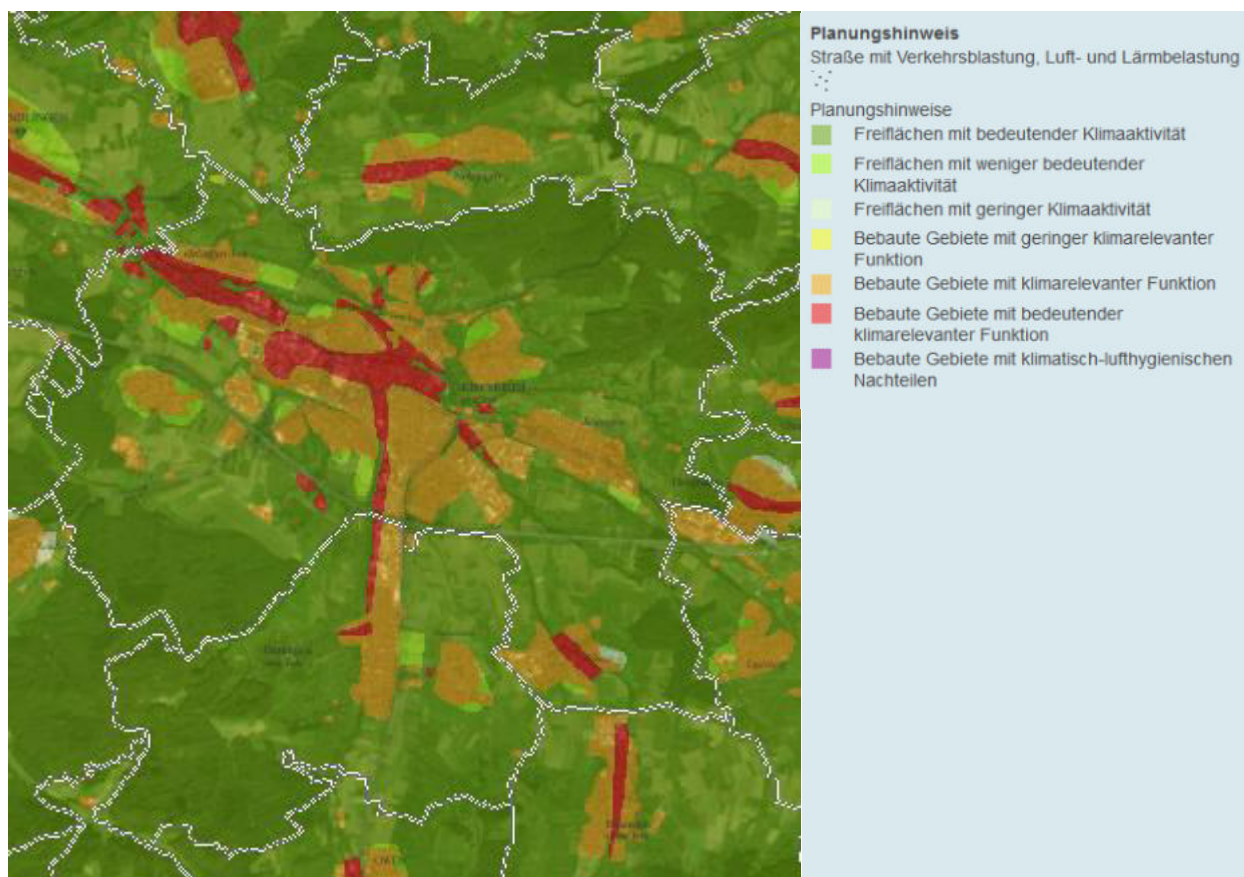 Planungshinweis
Straße mit Verkehrsblastung, Luft- und Lärmbelastung
Planungshinweise
Freiflächen mit bedeutender Klimaaktivität
Freiflächen mit weniger bedeutender
Klimaaktivität
Freiflächen mit geringer Klimaaktivität
Bebaute Gebiete mit geringer klimarelevanter
Funktion
Bebaute Gebiete mit klimarelevanter Funktion
Bebaute Gebiete mit bedeutender
klimarelevanter Funktion
Bebaute Gebiete mit klimatisch-lufthygienischen
Nachteilen
OWEN